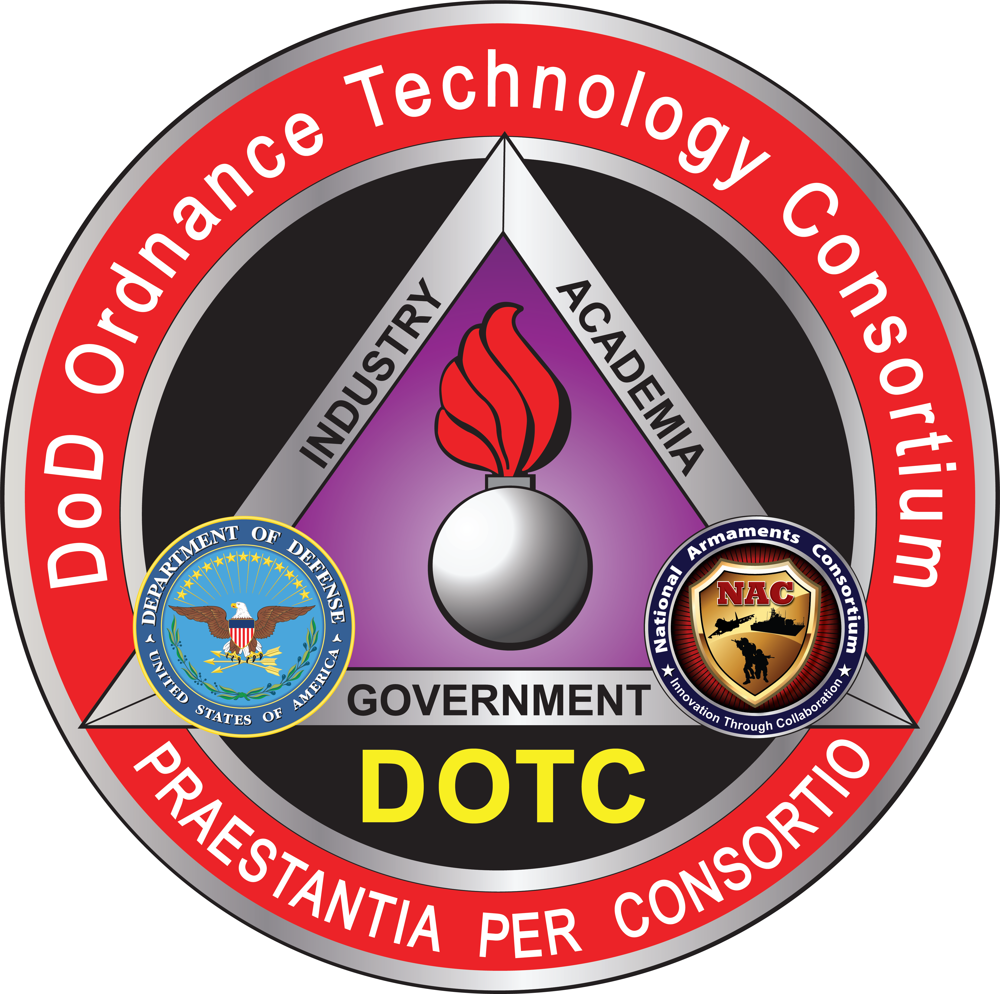 DoD Ordnance Technology Consortium
INDUSTRY
ACADEMIA
DEPARTMENT OF DEFENSE
UNITED STATES OF AMERICA
National Armaments Consortium
NAC
Innovation Through Collaboration
GOVERNMENT
DOTC
PRAESTANTIA PER CONSORTIO